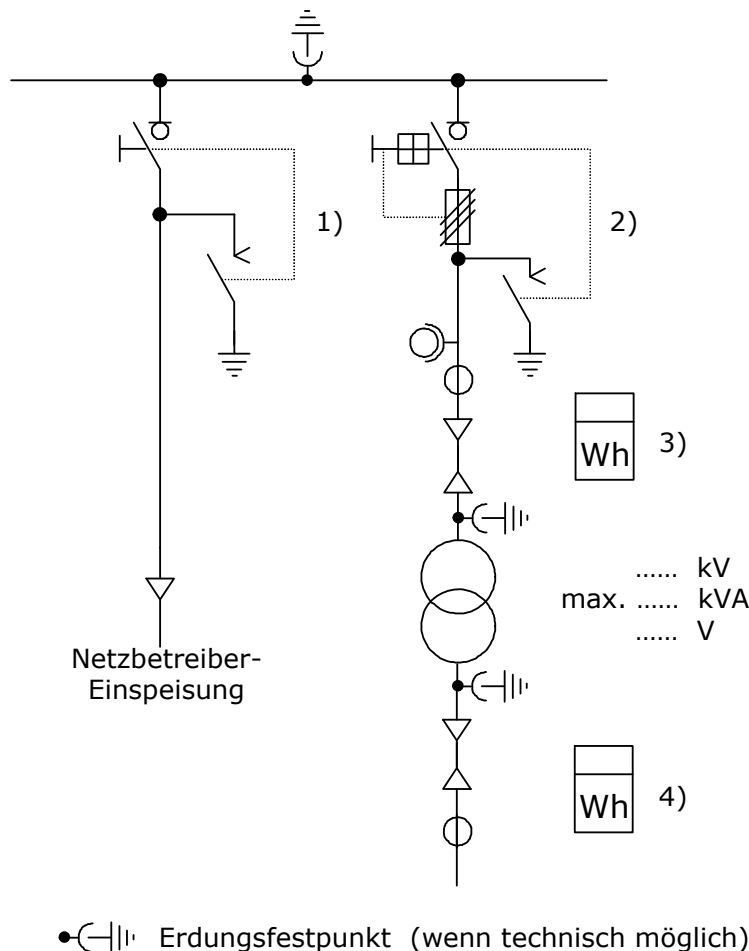 1)
2)
Wh 3)
...... kV
max. ...... kVA
...... V
Netzbetreiber-
Einspeisung
Wh 4)
Erdungsfestpunkt (wenn technisch möglich)